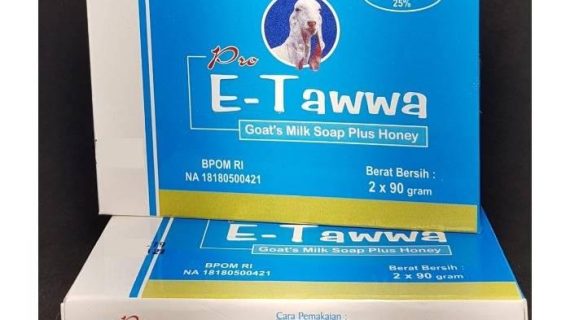 25%
Pro
E-Tawwa
Goat's Milk Soap Plus Honey
BPOM RI
NA 18180500421
Berat Bersih :
2 x 90 gram
E-Tawwa
Goat's Milk Soap Plus Honey
BPOM RI
NA 18180500421
Berat Bersih :
2 x 90 gram
Pro
Cara Pemakaian :